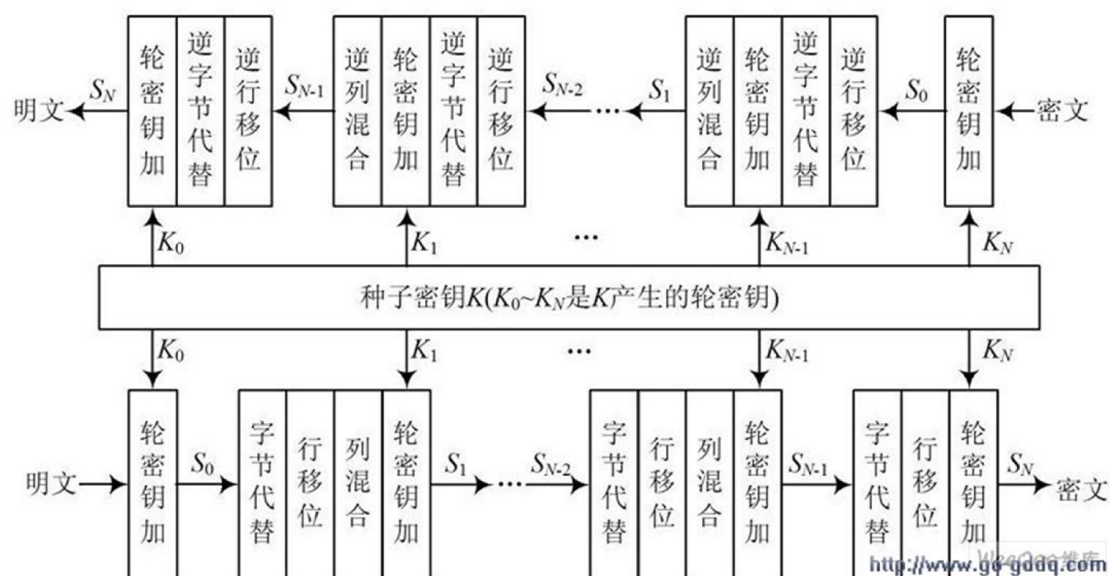 明文 S_N 轮密钥加 逆字节代替 逆行移位 S_{N-1} 逆列混合 轮密钥加 逆字节代替 逆行移位 S_{N-2} ... S_1 逆列混合 轮密钥加 逆字节代替 逆行移位 S_0 轮密钥加 密文
K_0 K_1 ... K_{N-1} K_N
种子密钥K(K_0~K_N是K产生的轮密钥)
K_0 K_1 ... K_{N-1} K_N
明文 轮密钥加 S_0 字节代替 行移位 列混合 轮密钥加 S_1 ... S_{N-2} 字节代替 行移位 列混合 轮密钥加 S_{N-1} 字节代替 行移位 轮密钥加 S_N 密文
http://www.go-gddq.com